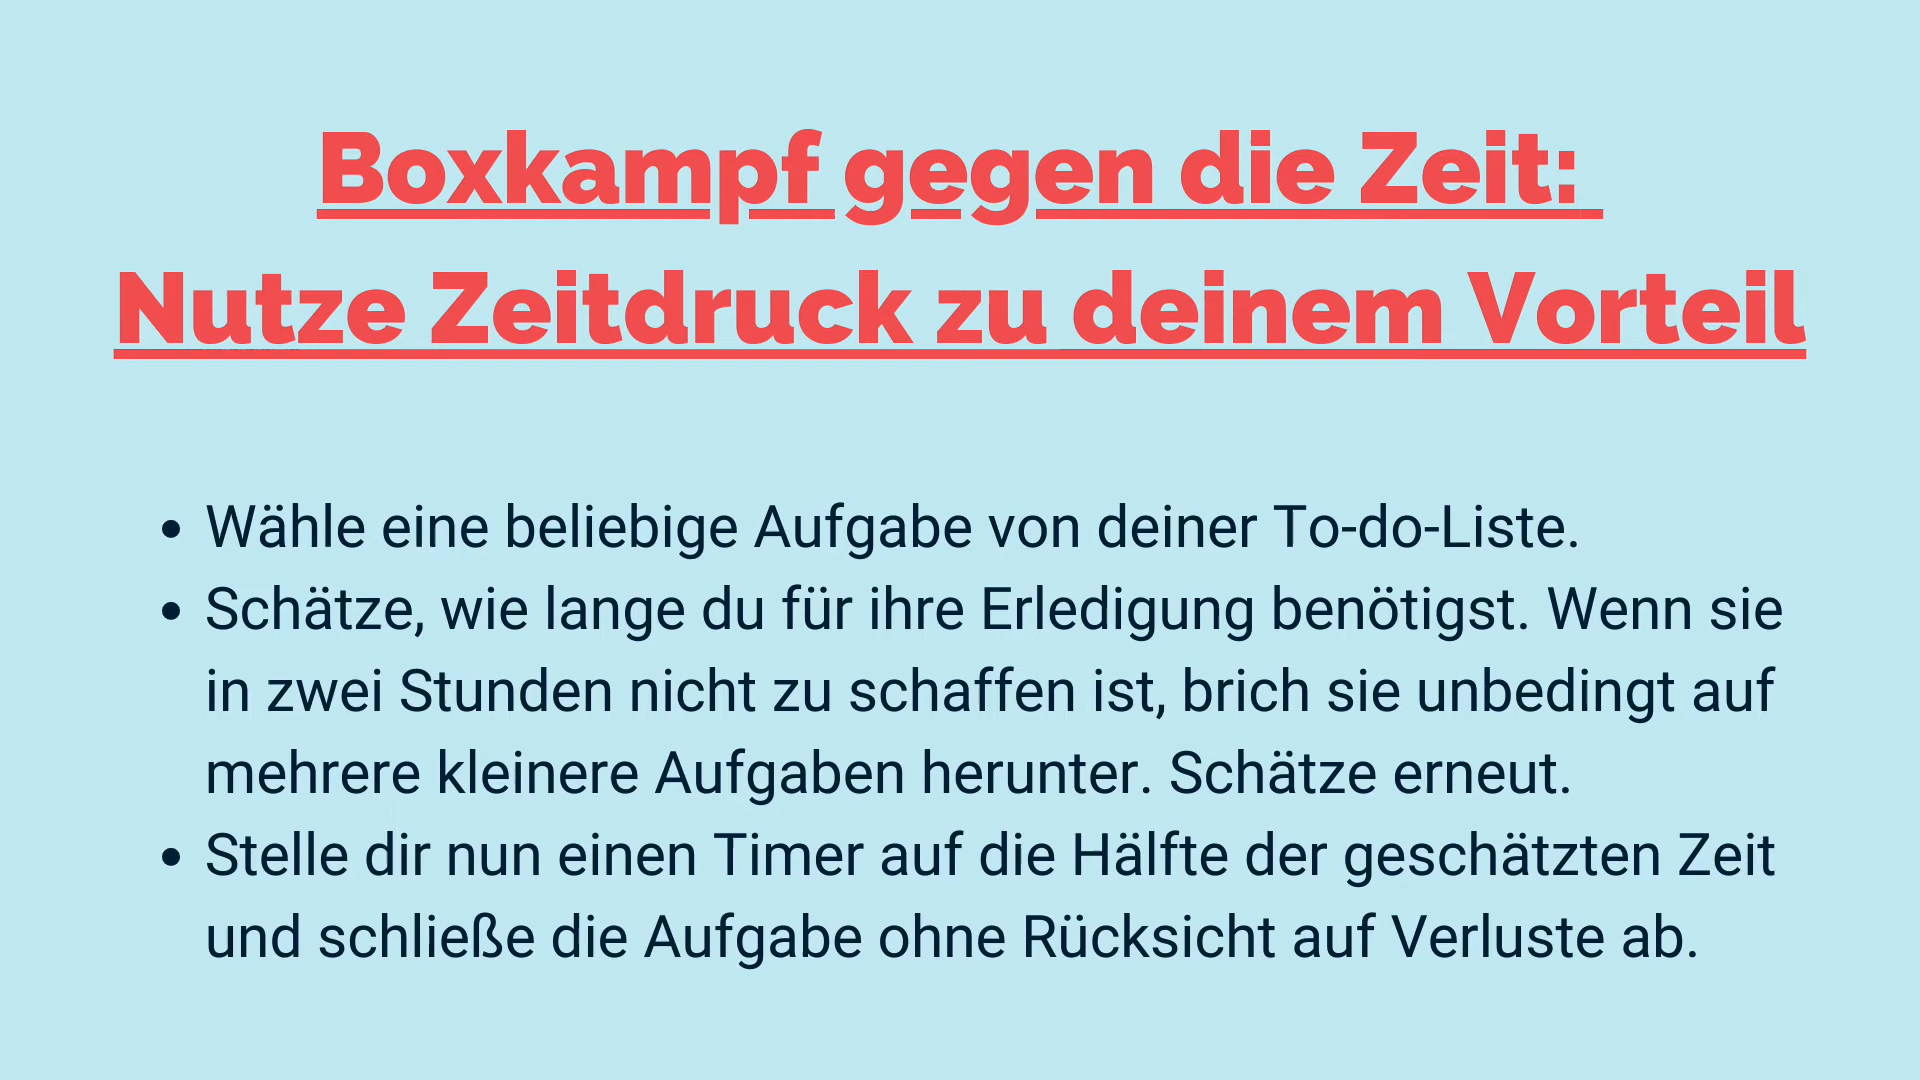 Boxkampf gegen die Zeit:
Nutze Zeitdruck zu deinem Vorteil
• Wähle eine beliebige Aufgabe von deiner To-do-Liste.
• Schätze, wie lange du für ihre Erledigung benötigst. Wenn sie
in zwei Stunden nicht zu schaffen ist, brich sie unbedingt auf
mehrere kleinere Aufgaben herunter. Schätze erneut.
• Stelle dir nun einen Timer auf die Hälfte der geschätzten Zeit
und schließe die Aufgabe ohne Rücksicht auf Verluste ab.